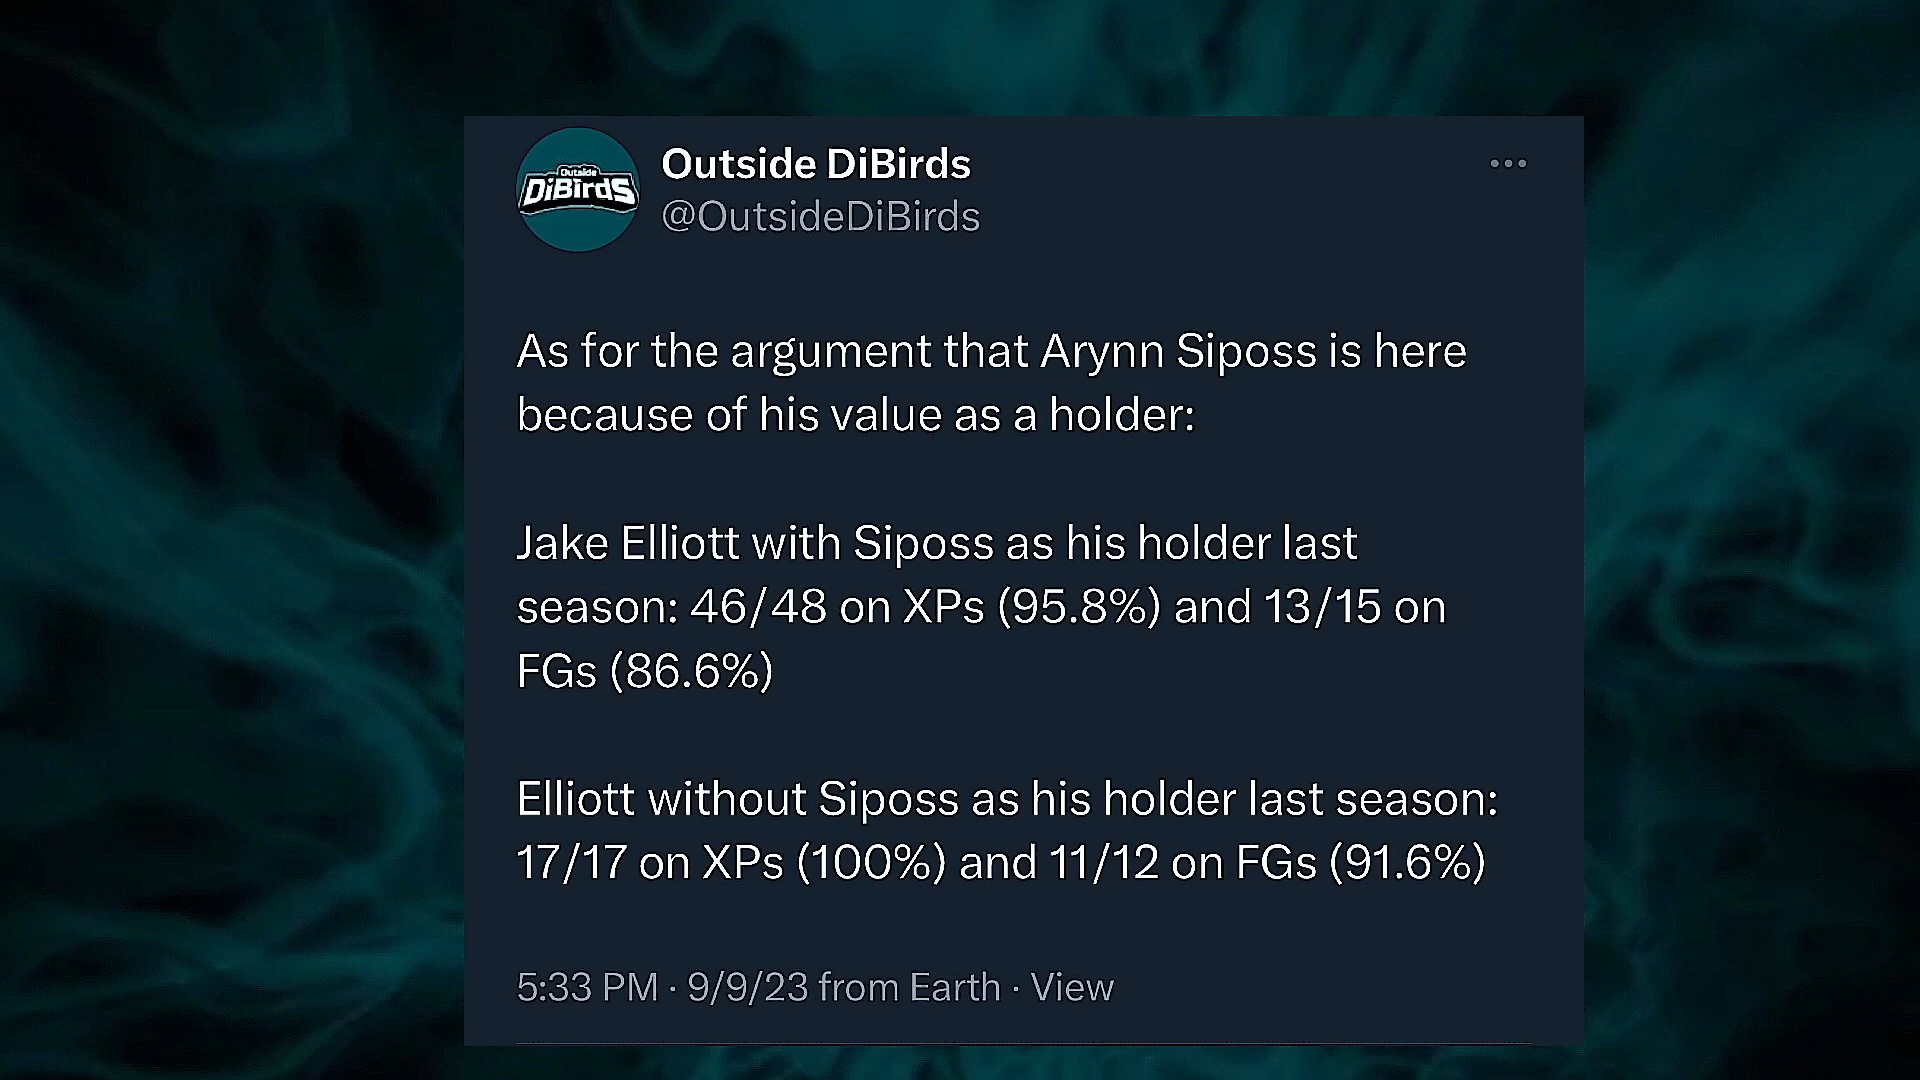 Outside
DiBirdS
Outside DiBirds
@OutsideDiBirds
As for the argument that Arynn Siposs is here
because of his value as a holder:
Jake Elliott with Siposs as his holder last
season: 46/48 on XPs (95.8%) and 13/15 on
FGs (86.6%)
Elliott without Siposs as his holder last season:
17/17 on XPs (100%) and 11/12 on FGs (91.6%)
5:33 PM · 9/9/23 from Earth · View